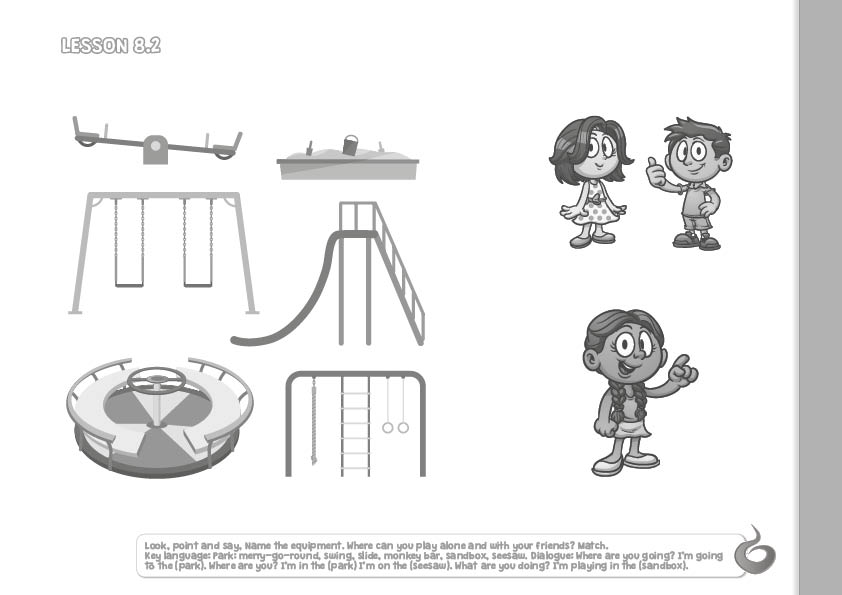 LESSON 8.2
Look, point and say, Name the equipment. Where can you play alone and with your friends? Match.
Key language: Park: merry-go-round, swing, slide, monkey bar, sandbox, seesaw. Dialogue: Where are you going? I'm going
to the (park). Where are you? I'm in the (park) I'm on the (seesaw). What are you doing? I'm playing in the (sandbox).